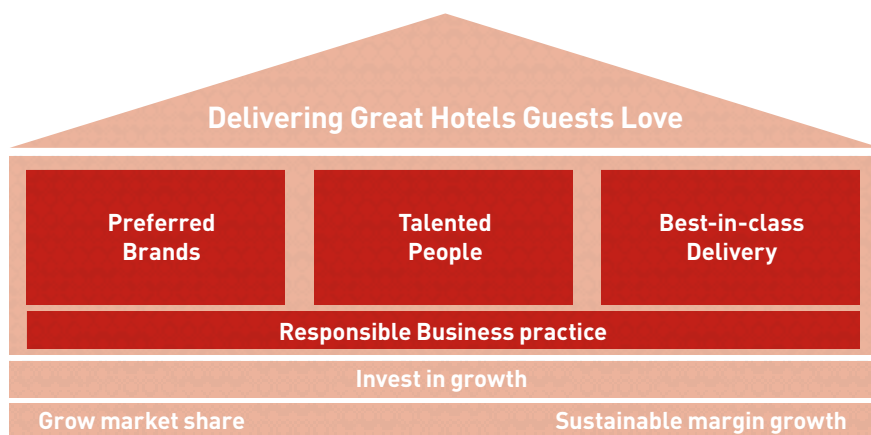 Delivering Great Hotels Guests Love
Preferred
Brands
Talented
People
Best-in-class
Delivery
Responsible Business practice
Invest in growth
Grow market share
Sustainable margin growth